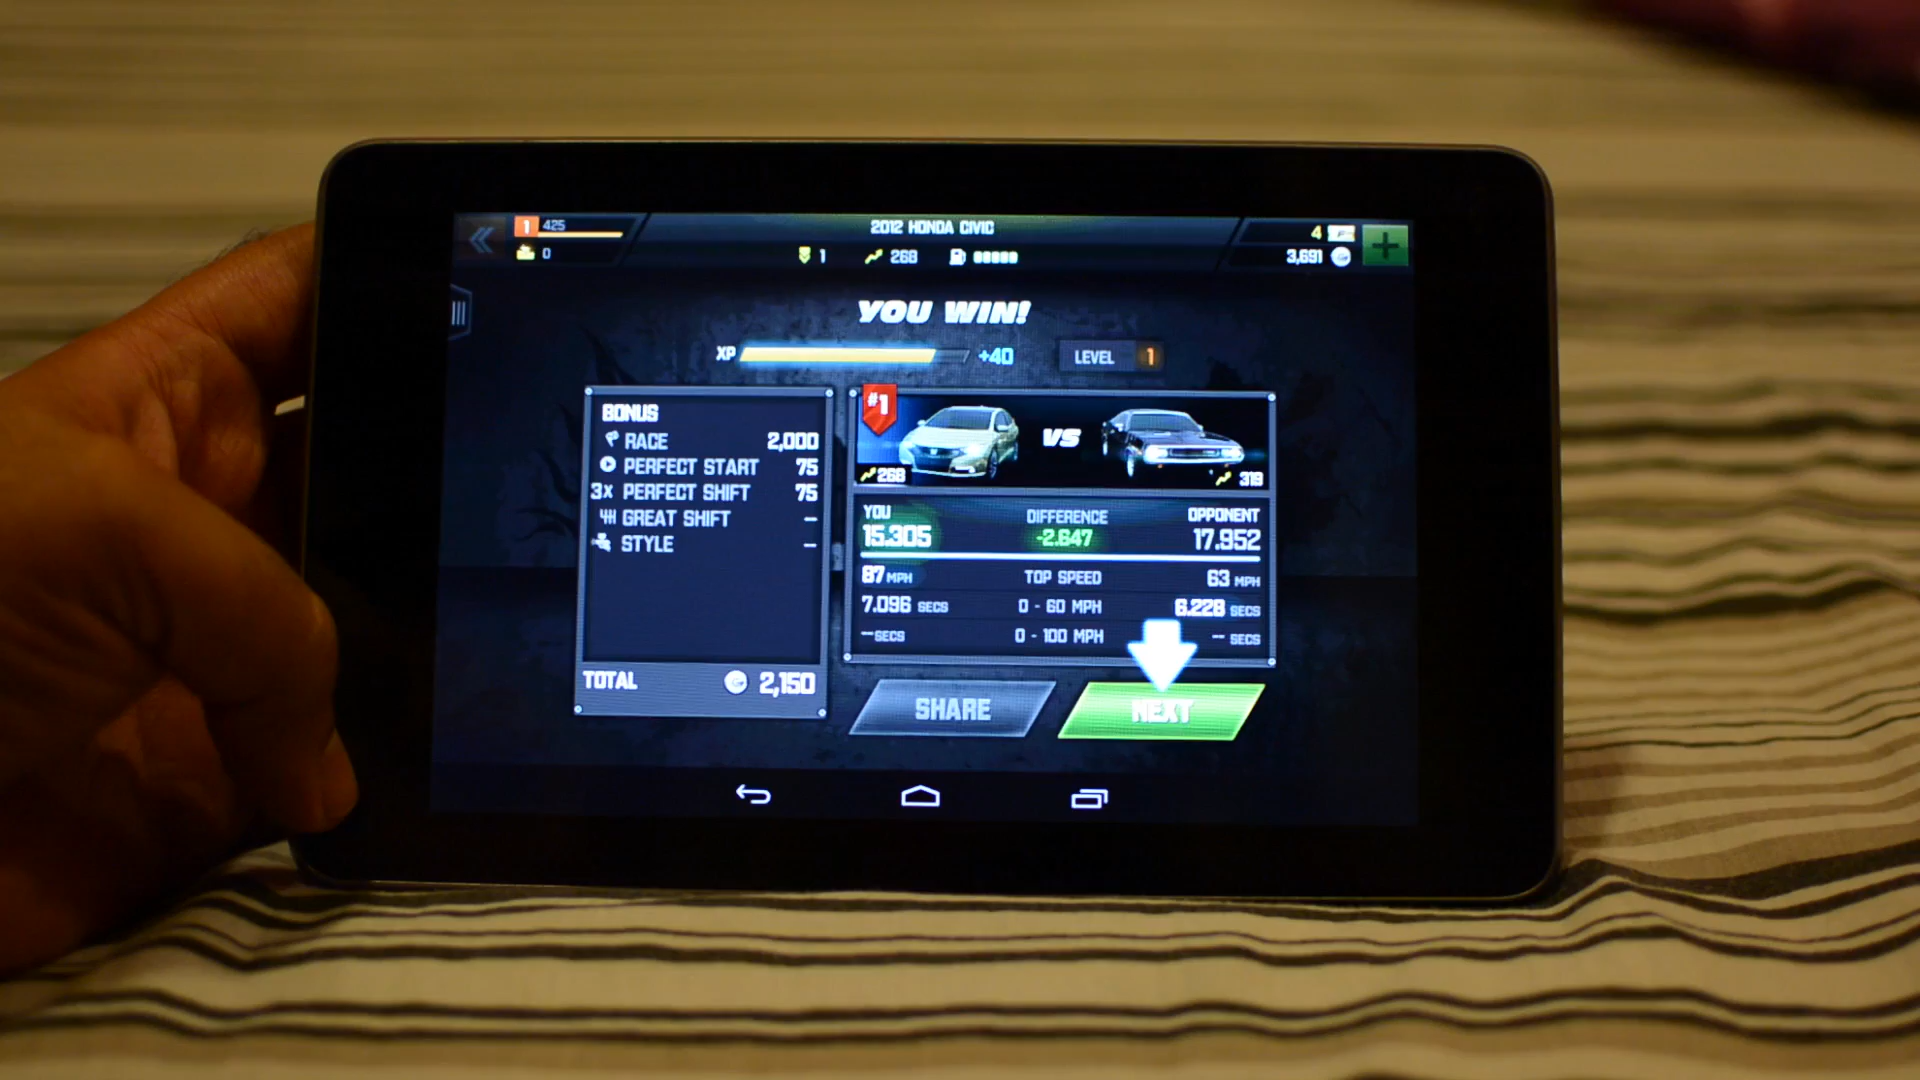 1 425
2012 HONDA CIVIC
4
0
1 268
3,691
YOU WIN!
XP +40 LEVEL 1
BONUS
RACE 2,000
PERFECT START 75
3X PERFECT SHIFT 75
GREAT SHIFT –
STYLE –
TOTAL 2,150
#1
VS
268 319
YOU DIFFERENCE OPPONENT
15.305 -2.647 17.952
87 MPH TOP SPEED 63 MPH
7.096 SECS 0 - 60 MPH 6.228 SECS
--SECS 0 - 100 MPH -- SECS
SHARE NEXT